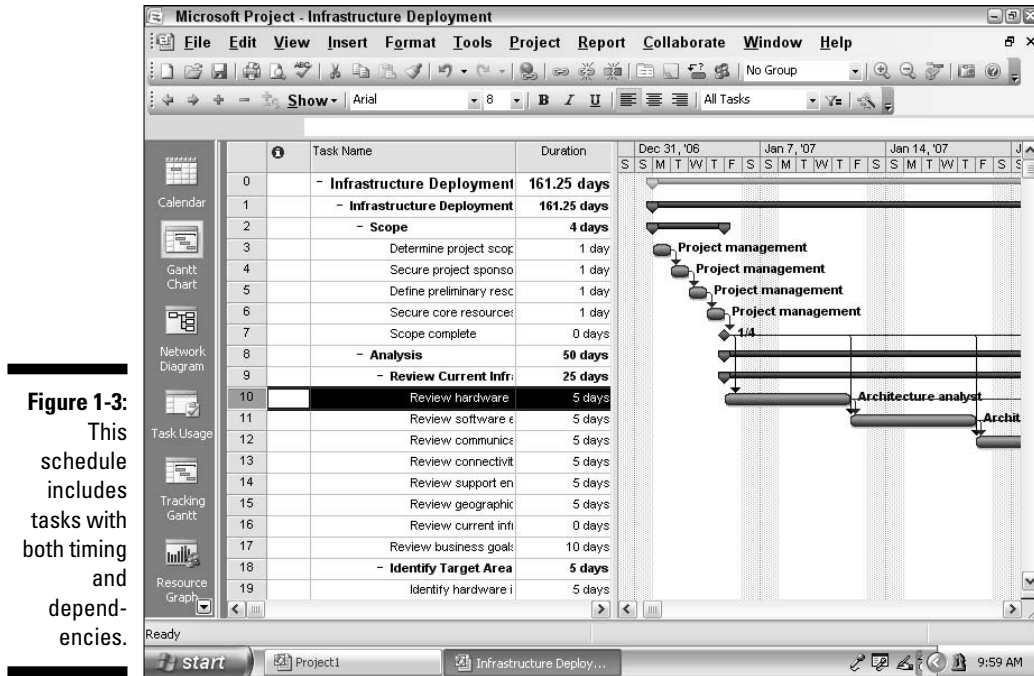 Microsoft Project - Infrastructure Deployment
File Edit View Insert Format Tools Project Report Collaborate Window Help
No Group
Show Arial 8 B I U All Tasks
Task Name Duration Dec 31, '06 Jan 7, '07 Jan 14, '07 J
S S M T W T F S S M T W T F S S M T W T F S S
0 - Infrastructure Deployment 161.25 days
1 - Infrastructure Deployment 161.25 days
2 - Scope 4 days
3 Determine project scop 1 day Project management
4 Secure project sponso 1 day Project management
5 Define preliminary resc 1 day Project management
6 Secure core resources 1 day Project management
7 Scope complete 0 days 1/4
8 - Analysis 50 days
9 - Review Current Infr 25 days
10 Review hardware 5 days Architecture analyst
11 Review software e 5 days Archit
12 Review communica 5 days
13 Review connectivit 5 days
14 Review support en 5 days
15 Review geographic 5 days
16 Review current infr 0 days
17 Review business goals 10 days
18 - Identify Target Area 5 days
19 Identify hardware i 5 days
Calendar
Gantt
Chart
Network
Diagram
Task Usage
Tracking
Gantt
Resource
Graph
Ready
start Project1 Infrastructure Deploy... 9:59 AM
Figure 1-3:
This
schedule
includes
tasks with
both timing
and
depend-
encies.